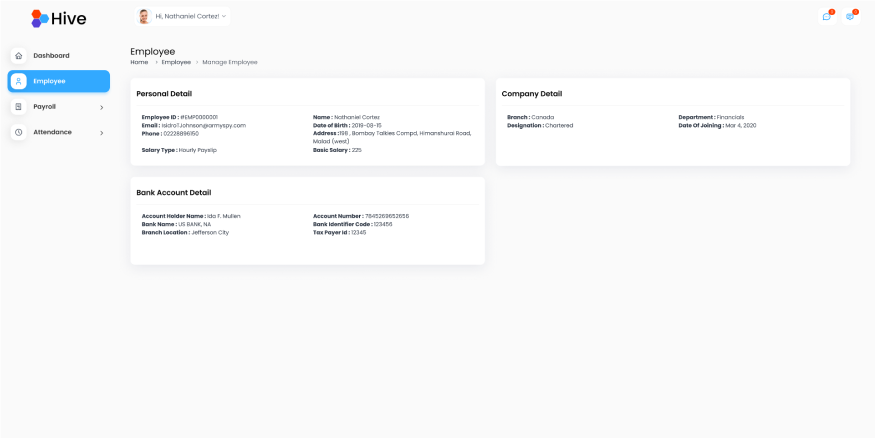 Hive
Hi, Nathaniel Cortez!
Dashboard
Employee
Payroll
Attendance
Employee
Home > Employee > Manage Employee
Personal Detail
Employee ID : #EMP0000001
Name : Nathaniel Cortez
Email : IsidroTJohnson@armyspy.com
Date of Birth : 2019-08-15
Phone : 02228896150
Address :199 , Bombay Talkies Compd, Himanshurai Road,
Malad (west)
Salary Type : Hourly Payslip
Basic Salary : 225
Company Detail
Branch : Canada
Department : Financials
Designation : Chartered
Date Of Joining : Mar 4, 2020
Bank Account Detail
Account Holder Name : Ida F. Mullen
Account Number : 7845269652656
Bank Name : US BANK, NA
Bank Identifier Code : 123456
Branch Location : Jefferson City
Tax Payer Id : 12345